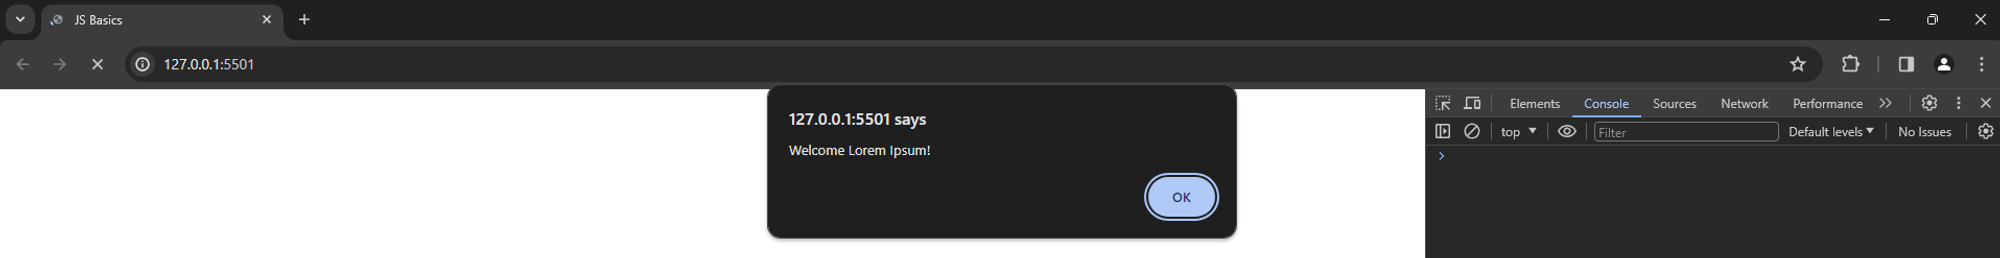 JS Basics
127.0.0.1:5501
127.0.0.1:5501 says
Welcome Lorem Ipsum!
OK
Elements Console Sources Network Performance
top Filter Default levels No Issues